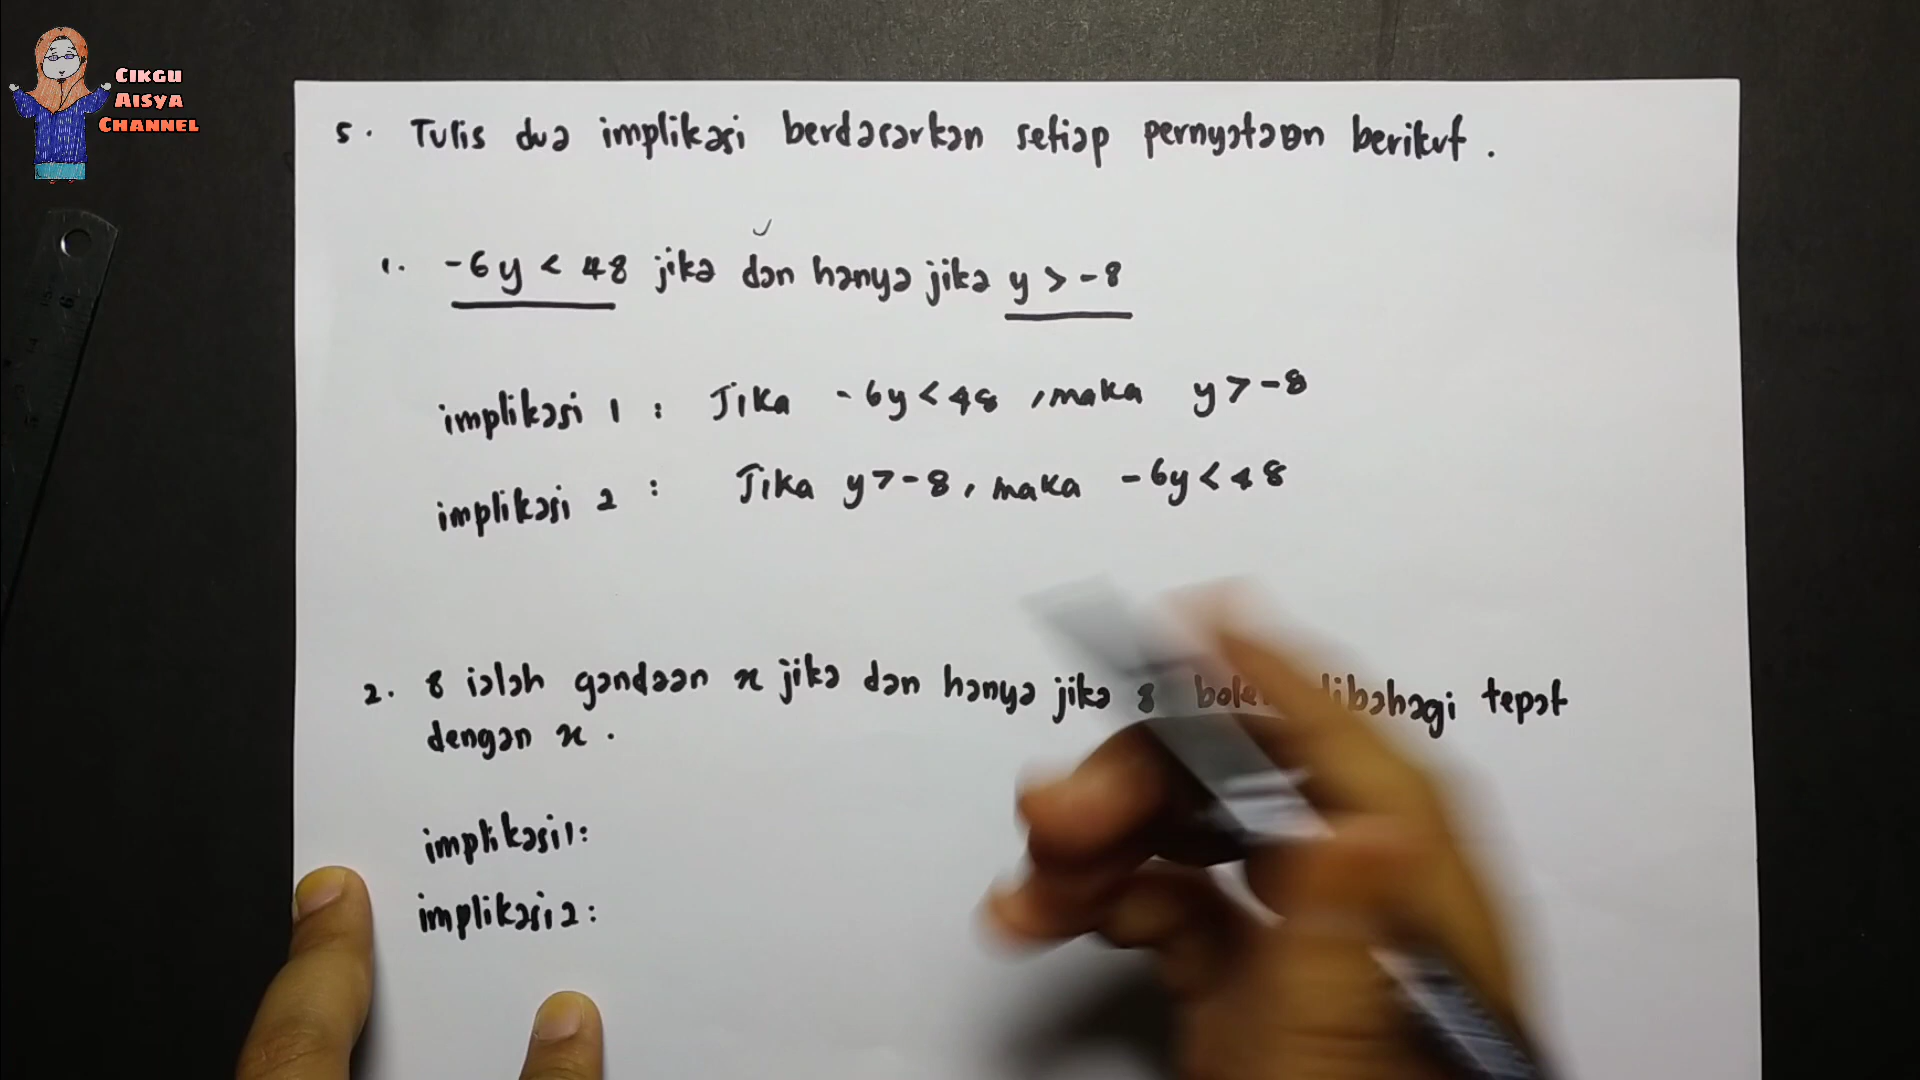 Cikgu
Aisya
Channel
5. Tulis dua implikasi berdasarkan setiap pernyataan berikut.
1. -6y < 48 jika dan hanya jika y > -8
implikasi 1 : Jika -6y < 48, maka y > -8
implikasi 2 : Jika y > -8, maka -6y < 48
2. 8 ialah gandaan x jika dan hanya jika 8 dibahagi tepat
dengan x.
implikasi 1:
implikasi 2: